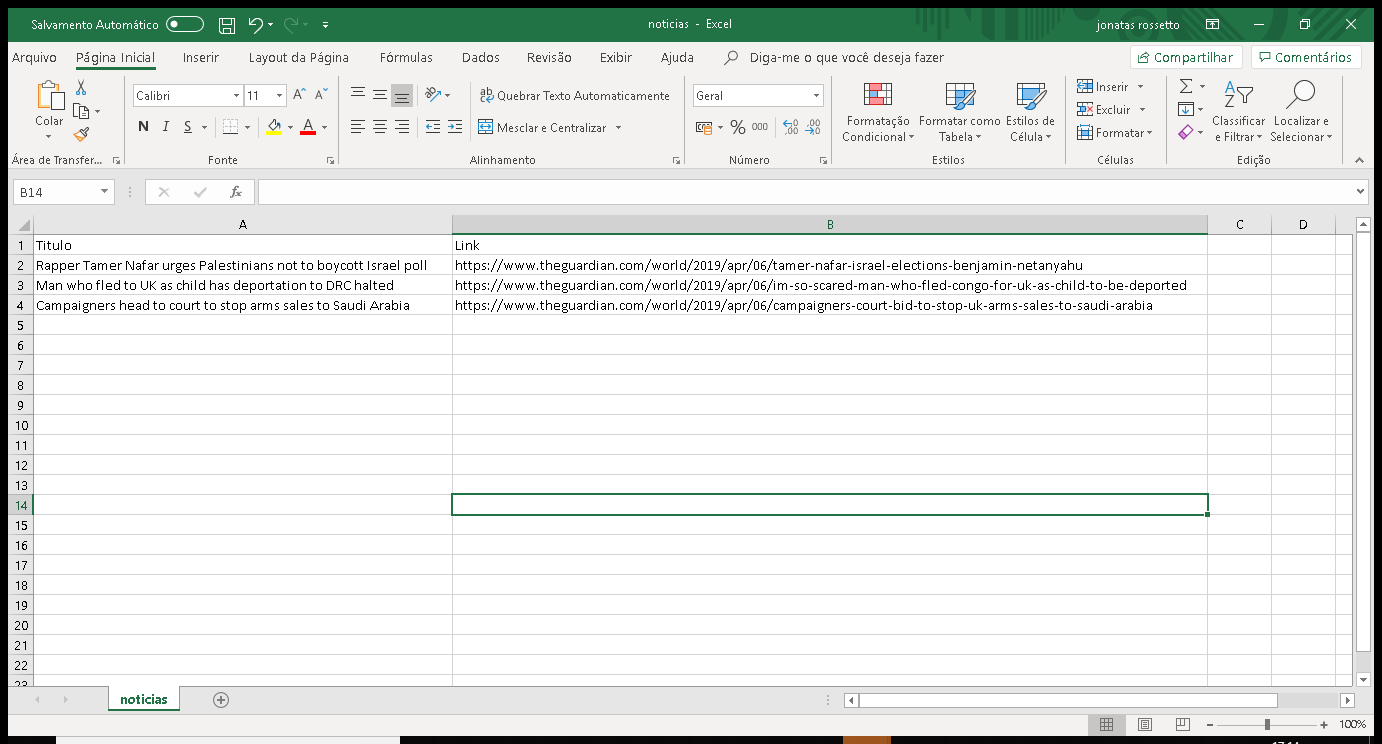 Salvamento Automático
noticias - Excel
jonatas rossetto
Arquivo Página Inicial Inserir Layout da Página Fórmulas Dados Revisão Exibir Ajuda Diga-me o que você deseja fazer Compartilhar Comentários
Colar
Calibri 11 A A
N I S A
ab Quebrar Texto Automaticamente
Mesclar e Centralizar
Geral
% 000 ,00 ,00
Formatação Condicional
Formatar como Tabela
Estilos de Célula
Inserir
Excluir
Formatar
Classificar e Filtrar
Localizar e Selecionar
Área de Transfer... Fonte Alinhamento Número Estilos Células Edição
B14 fx
A B C D
1 Titulo Link
2 Rapper Tamer Nafar urges Palestinians not to boycott Israel poll https://www.theguardian.com/world/2019/apr/06/tamer-nafar-israel-elections-benjamin-netanyahu
3 Man who fled to UK as child has deportation to DRC halted https://www.theguardian.com/world/2019/apr/06/im-so-scared-man-who-fled-congo-for-uk-as-child-to-be-deported
4 Campaigners head to court to stop arms sales to Saudi Arabia https://www.theguardian.com/world/2019/apr/06/campaigners-court-bid-to-stop-uk-arms-sales-to-saudi-arabia
5
6
7
8
9
10
11
12
13
14
15
16
17
18
19
20
21
22
23
noticias
100%